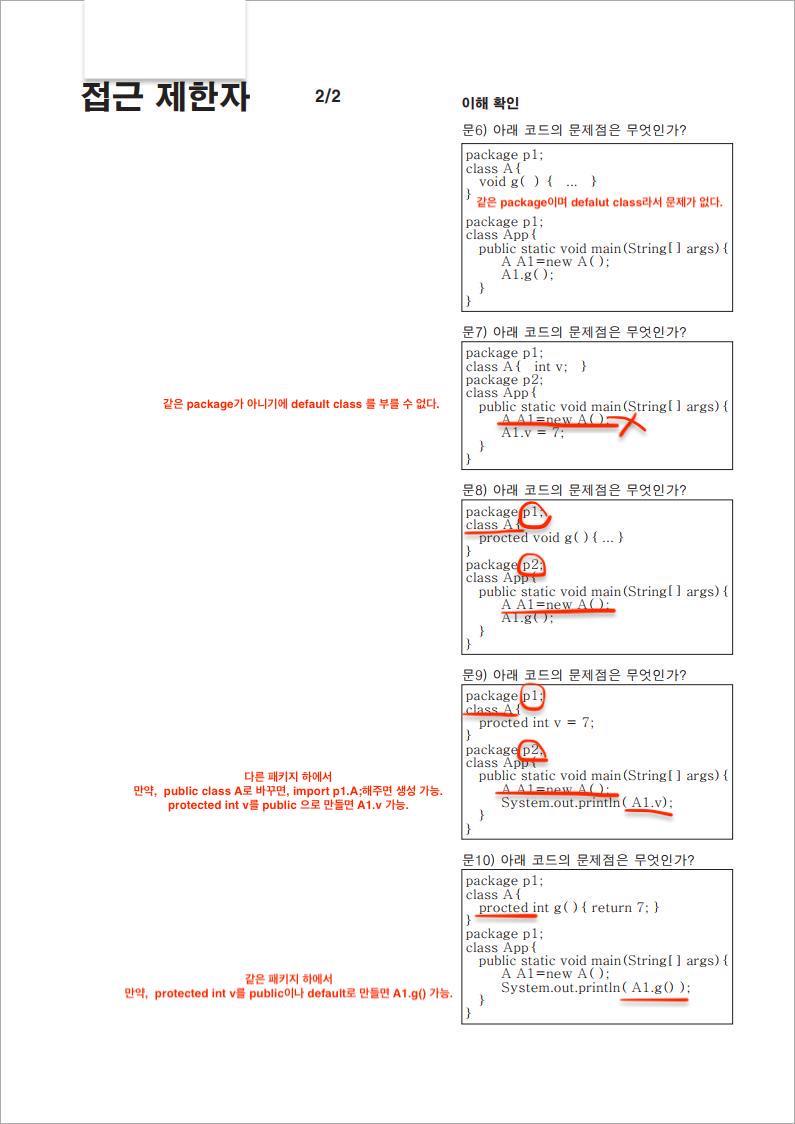 접근 제한자
2/2
이해 확인
문6) 아래 코드의 문제점은 무엇인가?
package p1;
class A{
void g( ) { ... }
}
같은 package이며 defalut class라서 문제가 없다.
package p1;
class App{
public static void main(String[] args){
A A1=new A( );
A1.g( );
}
}
문7) 아래 코드의 문제점은 무엇인가?
package p1;
class A{ int v; }
package p2;
class App{
같은 package가 아니기에 default class 를 부를 수 없다.
public static void main(String[] args){
A A1=new A( );
A1.v = 7;
}
}
문8) 아래 코드의 문제점은 무엇인가?
package p1;
class A{
procted void g( ){ ... }
}
package p2;
class App{
public static void main(String[] args){
A A1=new A( );
A1.g( );
}
}
문9) 아래 코드의 문제점은 무엇인가?
package p1;
class A{
procted int v = 7;
}
package p2;
class App{
public static void main(String[] args){
A A1=new A( );
System.out.println( A1.v);
}
}
다른 패키지 하에서
만약, public class A로 바꾸면, import p1.A;해주면 생성 가능.
protected int v를 public 으로 만들면 A1.v 가능.
문10) 아래 코드의 문제점은 무엇인가?
package p1;
class A{
procted int g( ){ return 7; }
}
package p1;
class App{
public static void main(String[] args){
A A1=new A( );
System.out.println( A1.g() );
}
}
같은 패키지 하에서
만약, protected int v를 public이나 default로 만들면 A1.g() 가능.